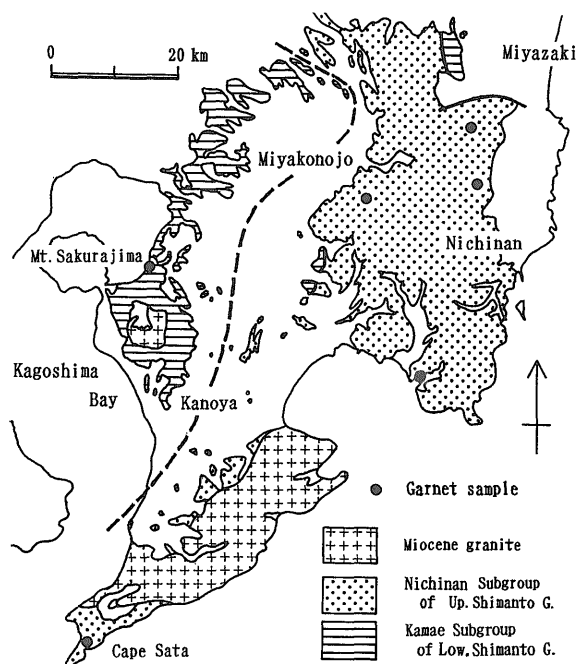 0
20 km
Miyazaki
Miyakonojo
Mt. Sakurajima
Nichinan
Kagoshima
Bay
Kanoya
Cape Sata
Garnet sample
Miocene granite
Nichinan Subgroup
of Up. Shimanto G.
Kamae Subgroup
of Low. Shimanto G.